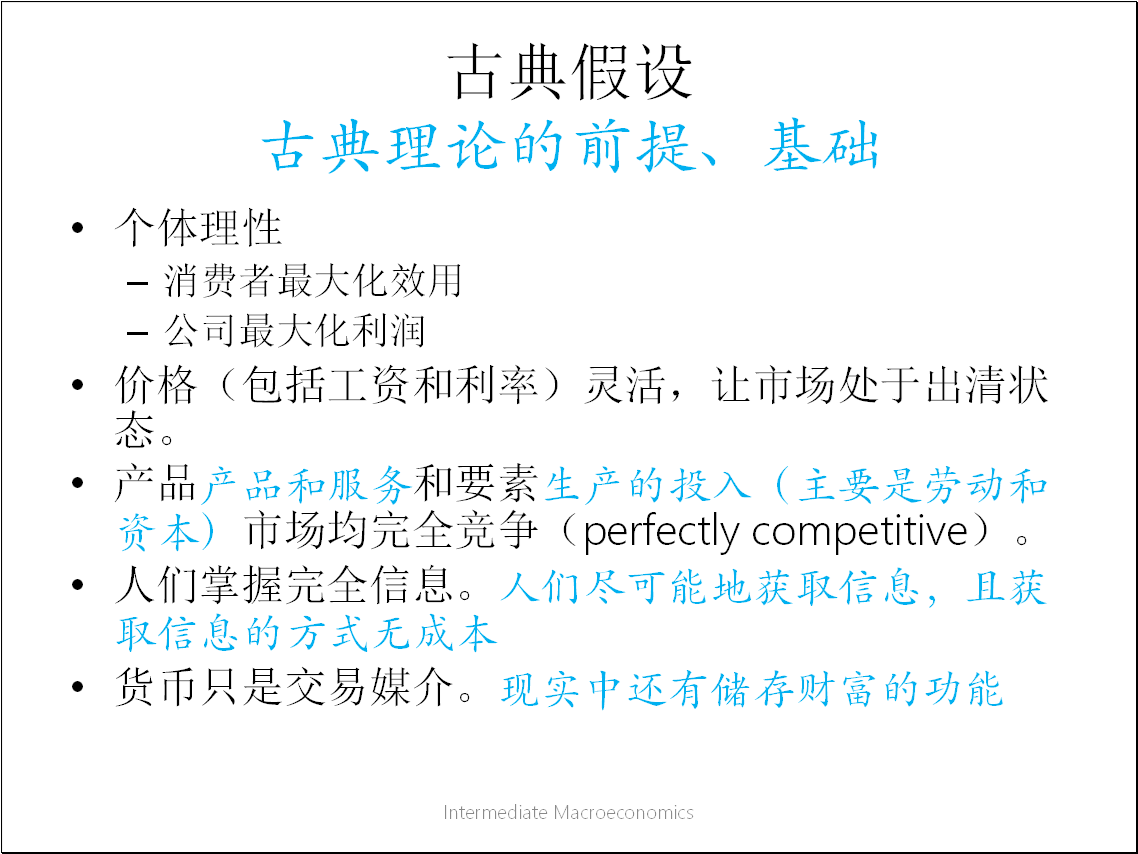 古典假设
古典理论的前提、基础
• 个体理性
– 消费者最大化效用
– 公司最大化利润
• 价格（包括工资和利率）灵活，让市场处于出清状
态。
• 产品产品和服务和要素生产的投入（主要是劳动和
资本）市场均完全竞争（perfectly competitive）。
• 人们掌握完全信息。人们尽可能地获取信息，且获
取信息的方式无成本
• 货币只是交易媒介。现实中还有储存财富的功能
Intermediate Macroeconomics